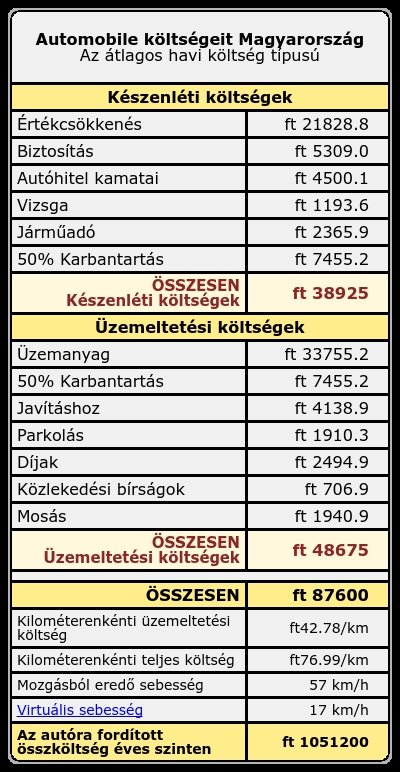 Automobile költségeit Magyarország
Az átlagos havi költség típusú
Készenléti költségek
Értékcsökkenés ft 21828.8
Biztosítás ft 5309.0
Autóhitel kamatai ft 4500.1
Vizsga ft 1193.6
Járműadó ft 2365.9
50% Karbantartás ft 7455.2
ÖSSZESEN
Készenléti költségek ft 38925
Üzemeltetési költségek
Üzemanyag ft 33755.2
50% Karbantartás ft 7455.2
Javításhoz ft 4138.9
Parkolás ft 1910.3
Díjak ft 2494.9
Közlekedési bírságok ft 706.9
Mosás ft 1940.9
ÖSSZESEN
Üzemeltetési költségek ft 48675
ÖSSZESEN ft 87600
Kilométerenkénti üzemeltetési
költség ft42.78/km
Kilométerenkénti teljes költség ft76.99/km
Mozgásból eredő sebesség 57 km/h
Virtuális sebesség 17 km/h
Az autóra fordított
összköltség éves szinten ft 1051200